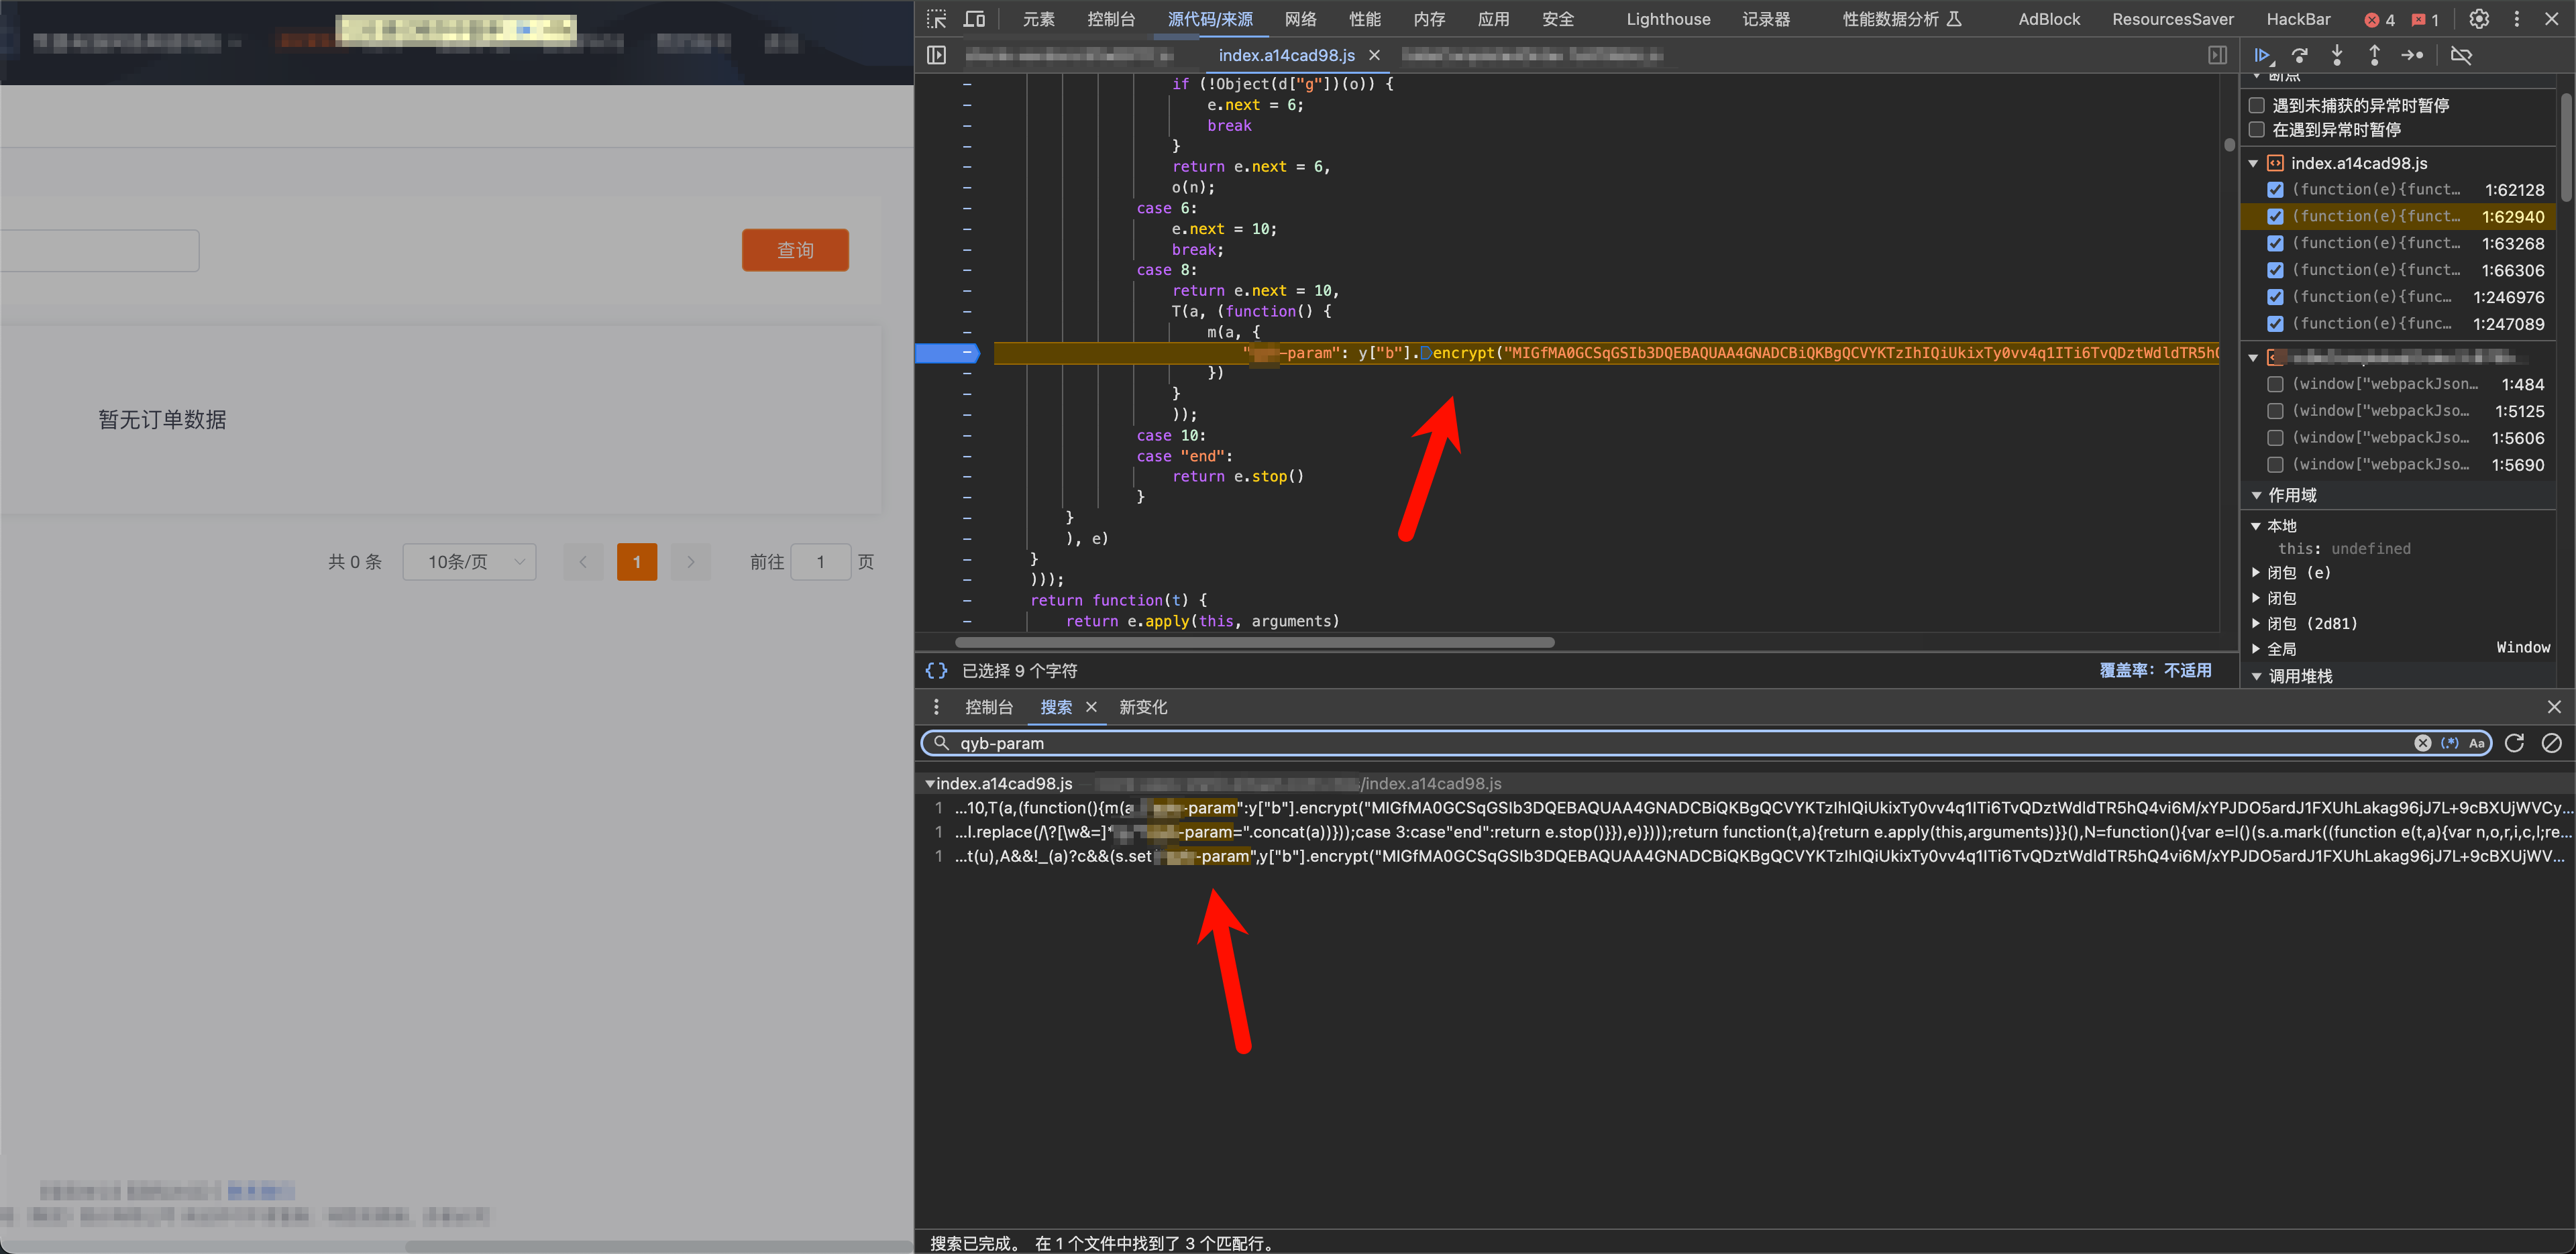 元素 控制台 源代码/来源 网络 性能 内存 应用 安全 Lighthouse 记录器 性能数据分析 AdBlock ResourcesSaver HackBar 4 1
index.a14cad98.js
if (!Object(d["g"])(o)) {
e.next = 6;
break
}
return e.next = 6,
o(n);
case 6:
e.next = 10;
break;
case 8:
return e.next = 10,
T(a, (function() {
m(a, {
-param": y["b"].encrypt("MIGfMA0GCSqGSIb3DQEBAQUAA4GNADCBiQKBgQCVYKTzIhIQiUkixTy0vv4q1ITi6TvQDztWdldTR5h
})
}
));
case 10:
case "end":
return e.stop()
}
}
), e)
}
)));
return function(t) {
return e.apply(this, arguments)
已选择 9 个字符
覆盖率: 不适用
断点
遇到未捕获的异常时暂停
在遇到异常时暂停
index.a14cad98.js
(function(e){funct… 1:62128
(function(e){funct… 1:62940
(function(e){funct… 1:63268
(function(e){funct… 1:66306
(function(e){func… 1:246976
(function(e){func… 1:247089
(window["webpackJson… 1:484
(window["webpackJso… 1:5125
(window["webpackJso… 1:5606
(window["webpackJso… 1:5690
作用域
本地
this: undefined
闭包 (e)
闭包
闭包 (2d81)
全局 Window
调用堆栈
查询
暂无订单数据
共 0 条 10条/页 1 前往 1 页
控制台 搜索 新变化
qyb-param
(.*) Aa
index.a14cad98.js /index.a14cad98.js
1 …10,T(a,(function(){m(a -param":y["b"].encrypt("MIGfMA0GCSqGSIb3DQEBAQUAA4GNADCBiQKBgQCVYKTzIhIQiUkixTy0vv4q1ITi6TvQDztWdldTR5hQ4vi6M/xYPJDO5ardJ1FXUhLakag96jJ7L+9cBXUjWVCy…
1 …l.replace(/\?[\w&=]* -param=".concat(a))}));case 3:case"end":return e.stop()}}),e)})));return function(t,a){return e.apply(this,arguments)}}(),N=function(){var e=l()(s.a.mark((function e(t,a){var n,o,r,i,c,l;re…
1 …t(u),A&&!_(a)?c&&(s.set -param",y["b"].encrypt("MIGfMA0GCSqGSIb3DQEBAQUAA4GNADCBiQKBgQCVYKTzIhIQiUkixTy0vv4q1ITi6TvQDztWdldTR5hQ4vi6M/xYPJDO5ardJ1FXUhLakag96jJ7L+9cBXUjWV…
搜索已完成。 在 1 个文件中找到了 3 个匹配行。